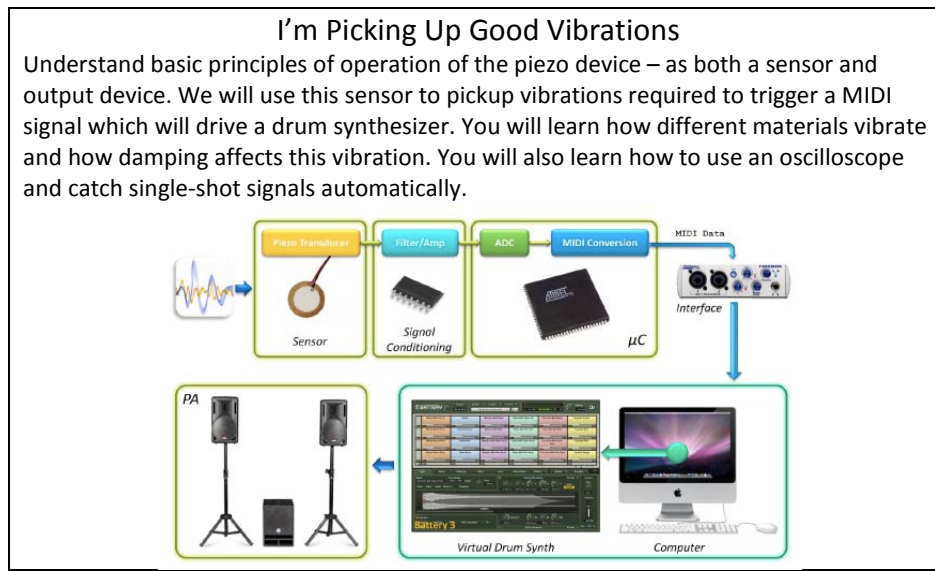 I’m Picking Up Good Vibrations
Understand basic principles of operation of the piezo device – as both a sensor and
output device. We will use this sensor to pickup vibrations required to trigger a MIDI
signal which will drive a drum synthesizer. You will learn how different materials vibrate
and how damping affects this vibration. You will also learn how to use an oscilloscope
and catch single-shot signals automatically.
Piezo Transducer
Filter/Amp
ADC
MIDI Conversion
MIDI Data
ATMEL
Sensor
Signal
Conditioning
µC
Interface
PA
BATTERY
Battery 3
Virtual Drum Synth
Computer